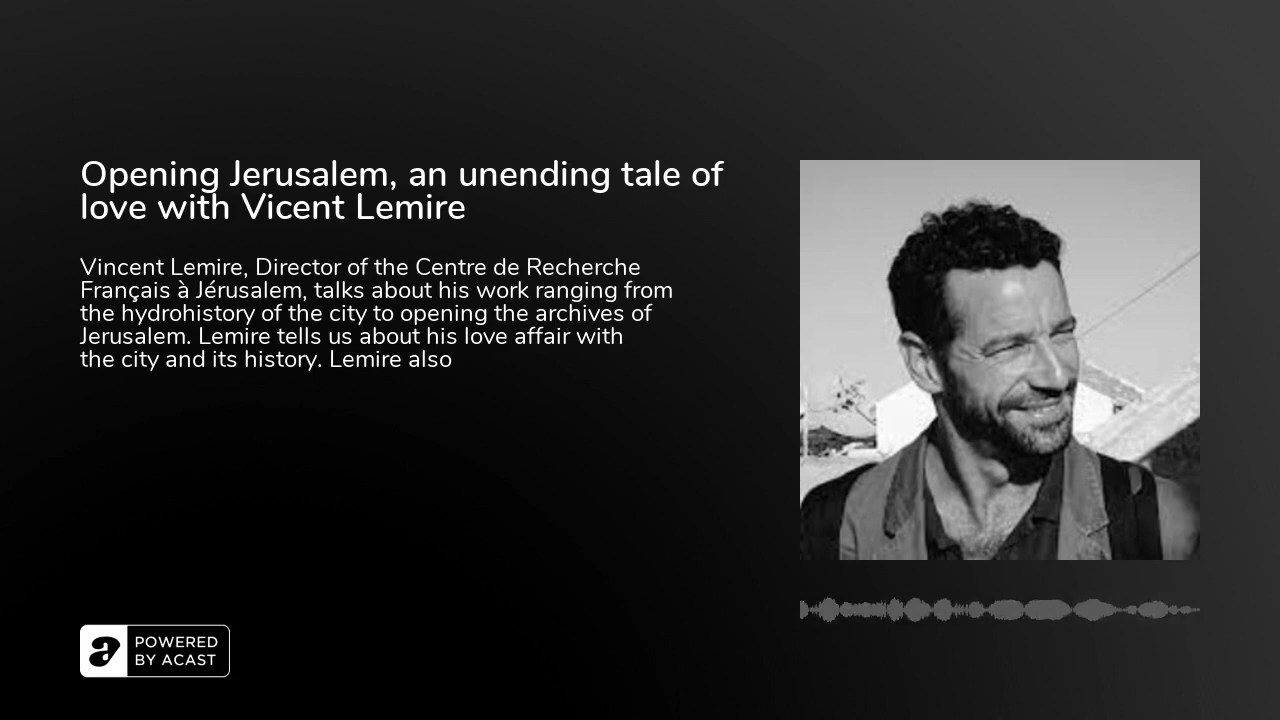 Opening Jerusalem, an unending tale of
love with Vicent Lemire
Vincent Lemire, Director of the Centre de Recherche
Français à Jérusalem, talks about his work ranging from
the hydrohistory of the city to opening the archives of
Jerusalem. Lemire tells us about his love affair with
the city and its history. Lemire also
POWERED
BY ACAST